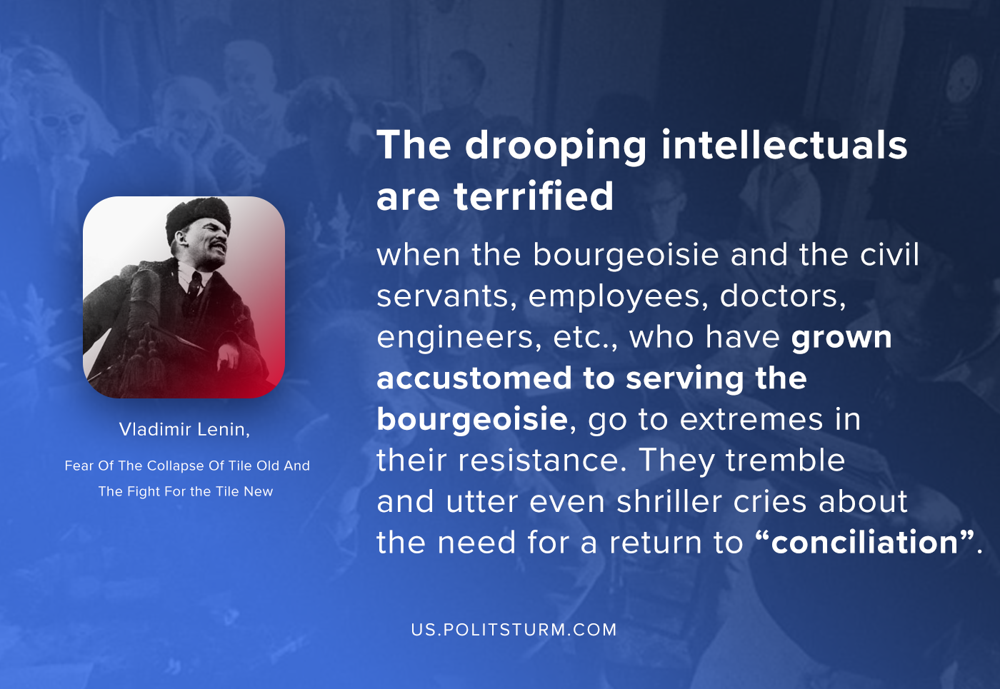 The drooping intellectuals
are terrified
when the bourgeoisie and the civil
servants, employees, doctors,
engineers, etc., who have grown
accustomed to serving the
bourgeoisie, go to extremes in
their resistance. They tremble
and utter even shriller cries about
the need for a return to “conciliation”.
Vladimir Lenin,
Fear Of The Collapse Of Tile Old And
The Fight For the Tile New
US.POLITSTURM.COM